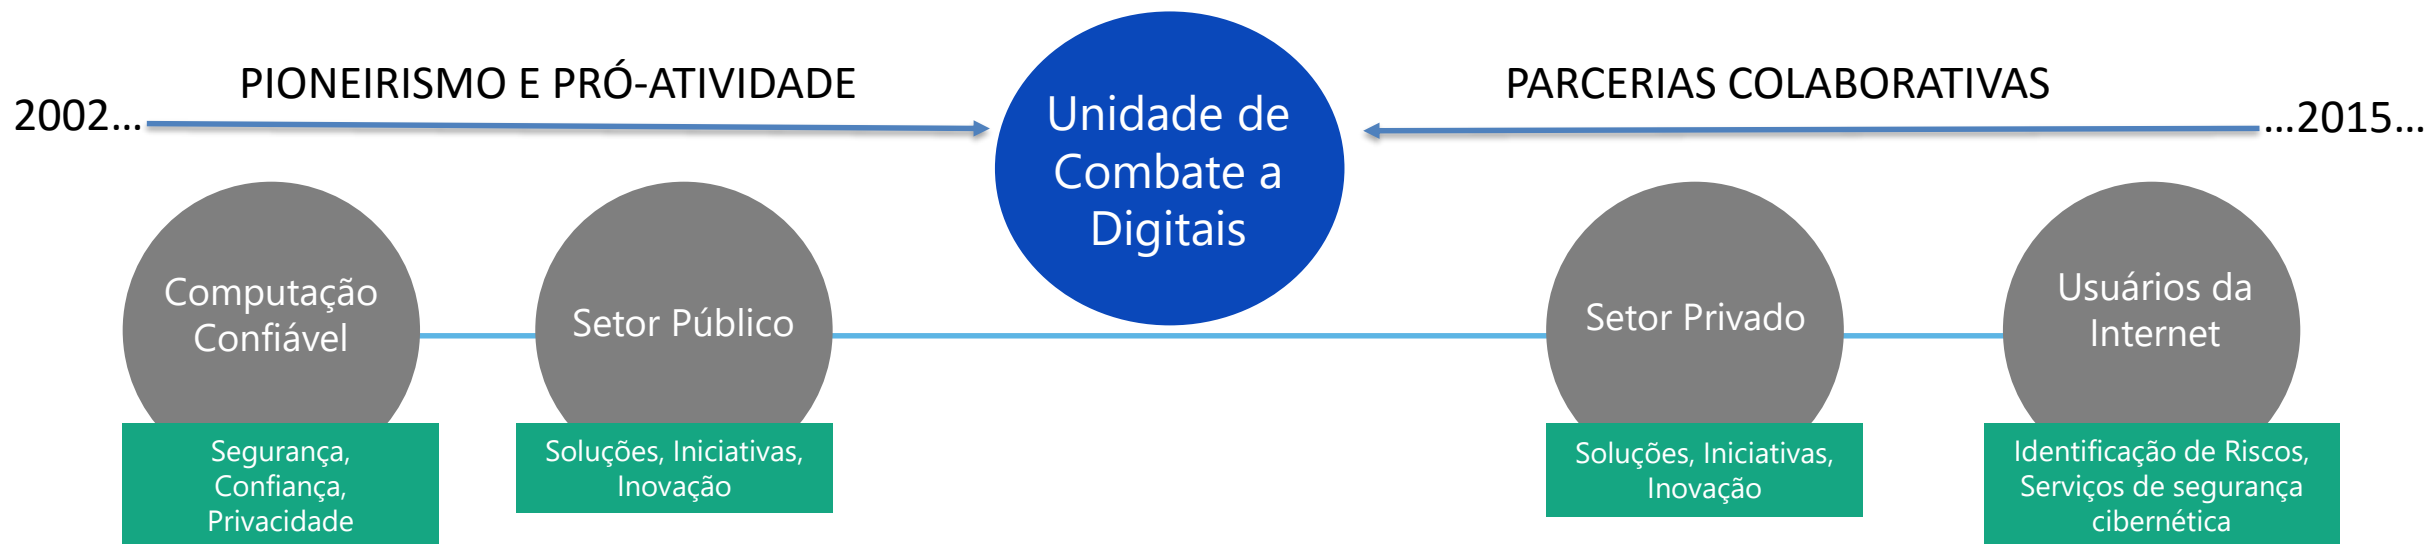 PIONEIRISMO E PRÓ-ATIVIDADE
PARCERIAS COLABORATIVAS
2002...
...2015...
Unidade de
Combate a
Digitais
Computação
Confiável
Setor Público
Setor Privado
Usuários da
Internet
Segurança,
Confiança,
Privacidade
Soluções, Iniciativas,
Inovação
Soluções, Iniciativas,
Inovação
Identificação de Riscos,
Serviços de segurança
cibernética